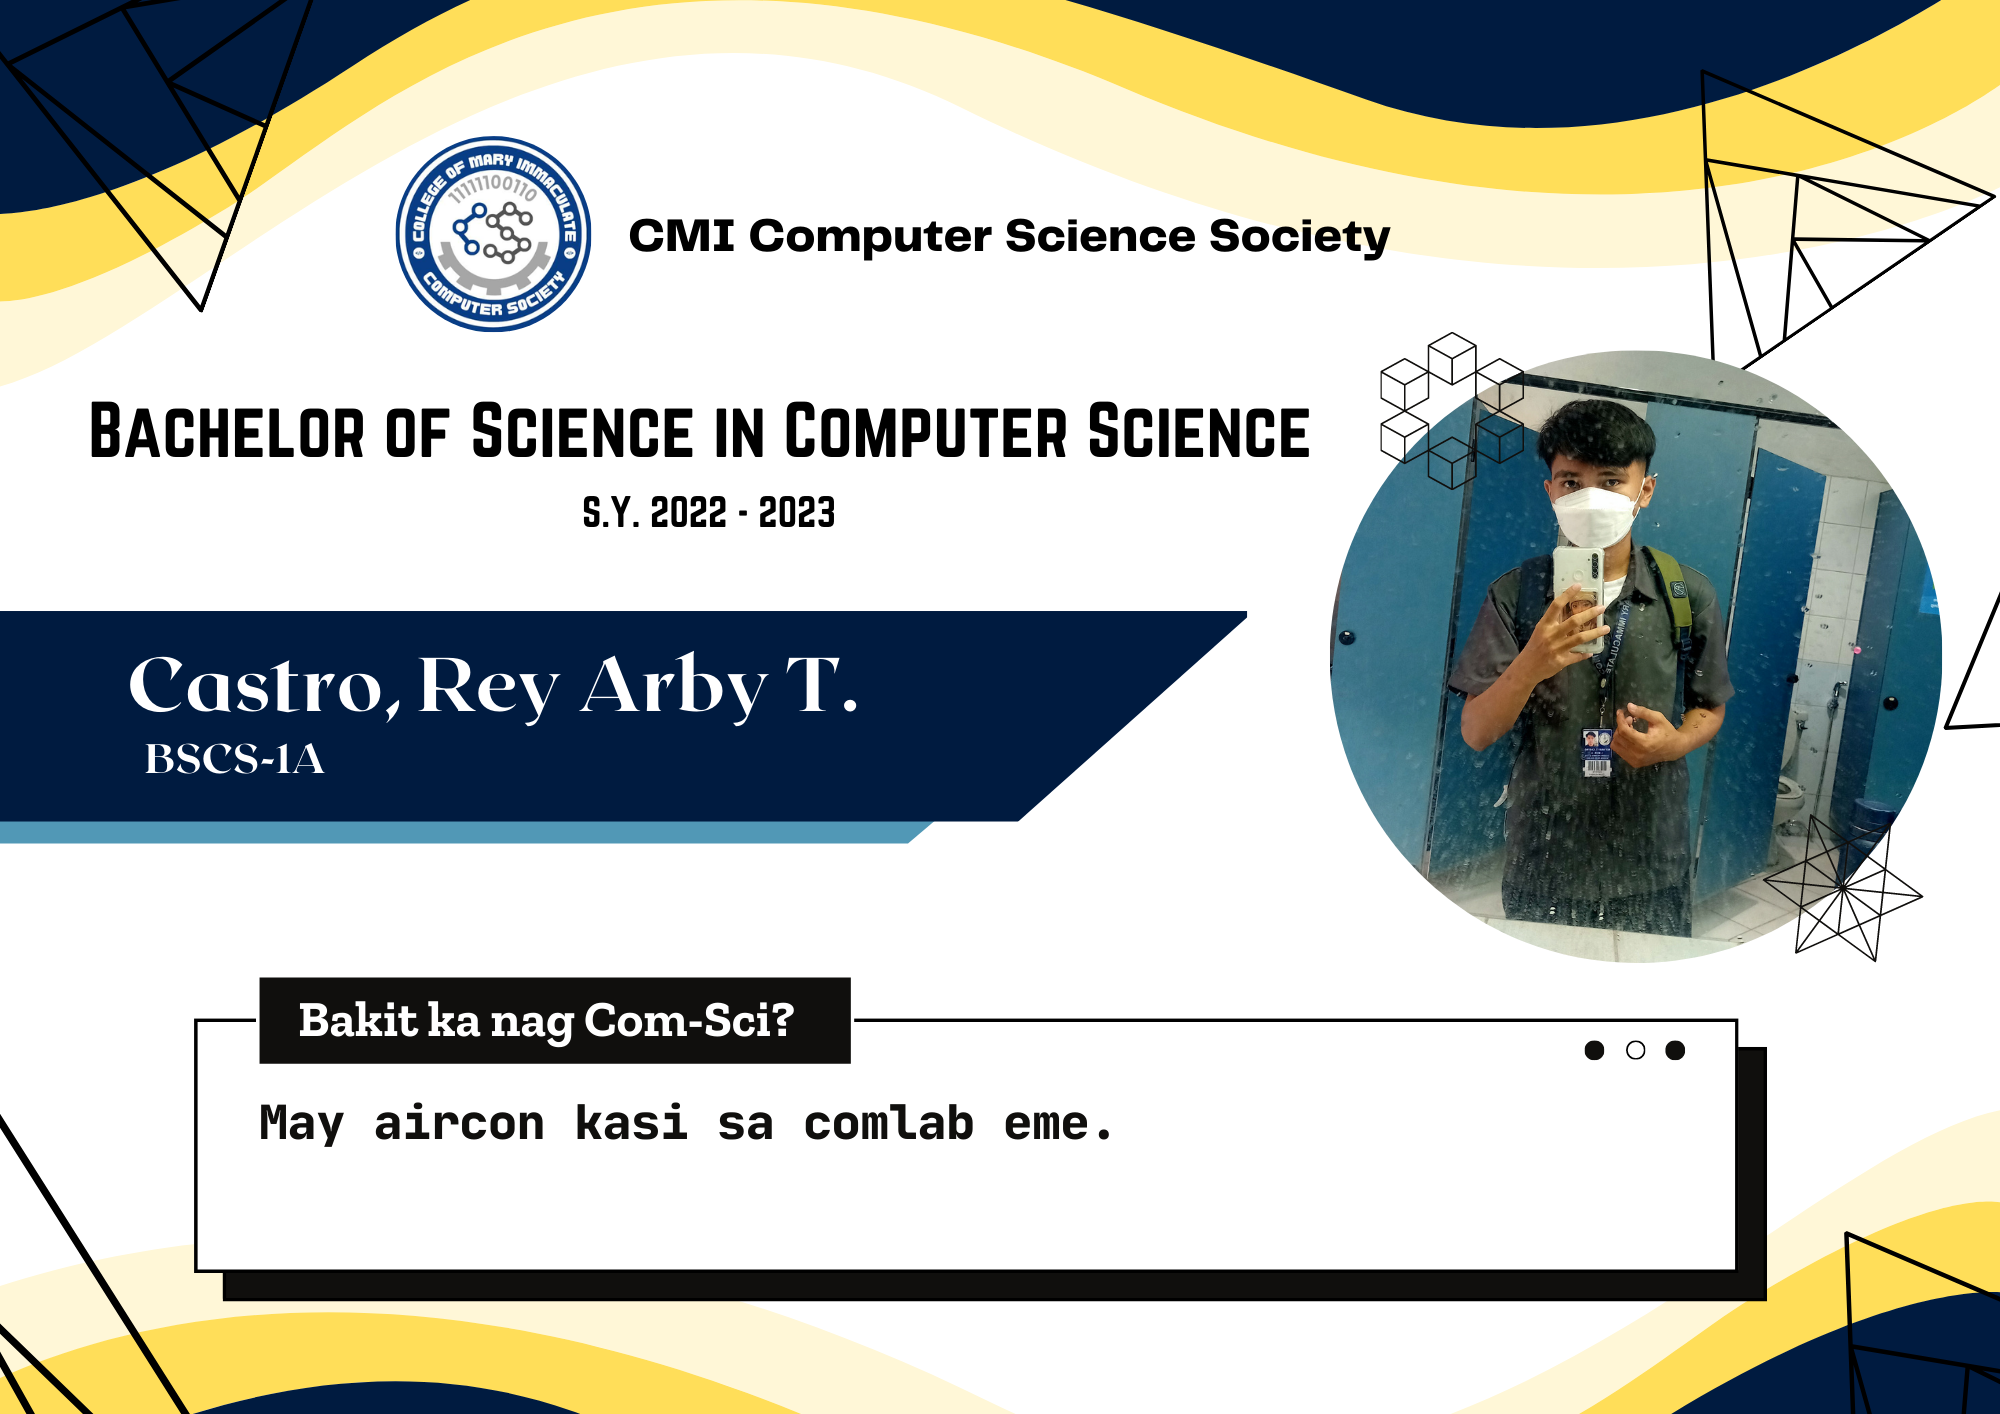 COLLEGE OF MARY IMMACULATE
11111100110
COMPUTER SOCIETY
CMI Computer Science Society
Bachelor of Science in Computer Science
S.Y. 2022 - 2023
Castro, Rey Arby T.
BSCS-1A
Bakit ka nag Com-Sci?
May aircon kasi sa comlab eme.